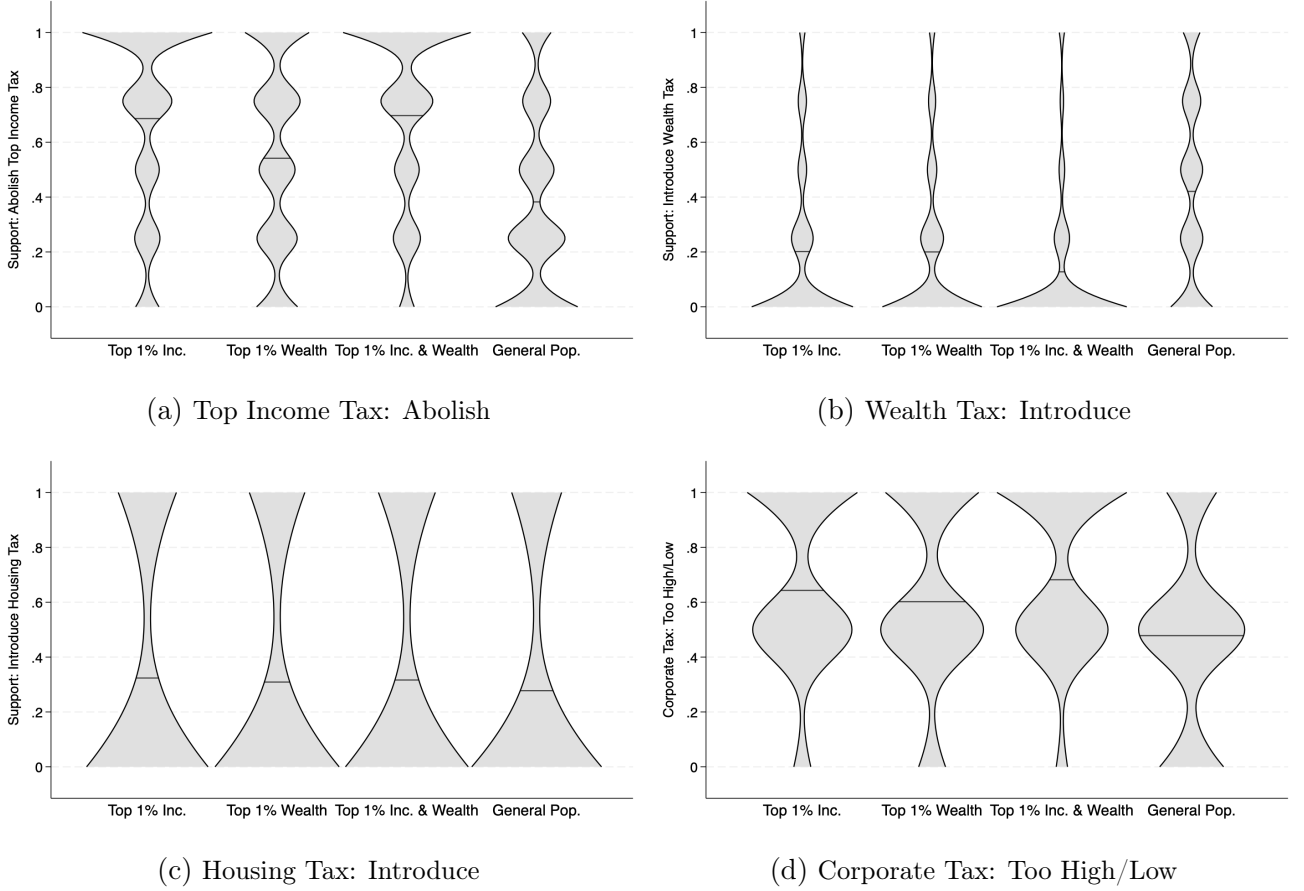 Support: Abolish Top Income Tax
1
.8
.6
.4
.2
0
Top 1% Inc.
Top 1% Wealth
Top 1% Inc. & Wealth
General Pop.
(a) Top Income Tax: Abolish
Support: Introduce Wealth Tax
1
.8
.6
.4
.2
0
Top 1% Inc.
Top 1% Wealth
Top 1% Inc. & Wealth
General Pop.
(b) Wealth Tax: Introduce
Support: Introduce Housing Tax
1
.8
.6
.4
.2
0
Top 1% Inc.
Top 1% Wealth
Top 1% Inc. & Wealth
General Pop.
(c) Housing Tax: Introduce
Corporate Tax: Too High/Low
1
.8
.6
.4
.2
0
Top 1% Inc.
Top 1% Wealth
Top 1% Inc. & Wealth
General Pop.
(d) Corporate Tax: Too High/Low